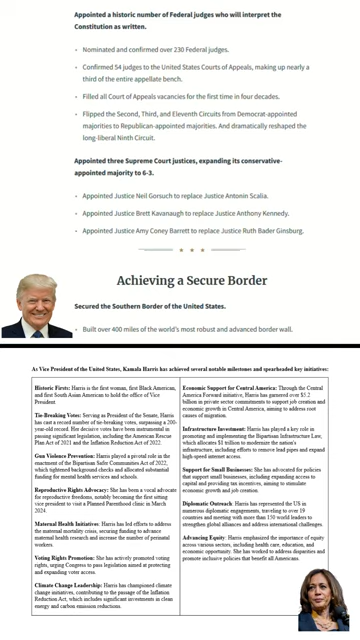 Appointed a historic number of Federal judges who will interpret the
Constitution as written.
• Nominated and confirmed over 230 Federal judges.
• Confirmed 54 judges to the United States Courts of Appeals, making up nearly a
third of the entire appellate bench.
• Filled all Court of Appeals vacancies for the first time in four decades.
• Flipped the Second, Third, and Eleventh Circuits from Democrat-appointed
majorities to Republican-appointed majorities. And dramatically reshaped the
long-liberal Ninth Circuit.
Appointed three Supreme Court justices, expanding its conservative-
appointed majority to 6-3.
• Appointed Justice Neil Gorsuch to replace Justice Antonin Scalia.
• Appointed Justice Brett Kavanaugh to replace Justice Anthony Kennedy.
• Appointed Justice Amy Coney Barrett to replace Justice Ruth Bader Ginsburg.
Achieving a Secure Border
Secured the Southern Border of the United States.
• Built over 400 miles of the world's most robust and advanced border wall.
As Vice President of the United States, Kamala Harris has achieved several notable milestones and spearheaded key initiatives:
Historic Firsts: Harris is the first woman, first Black American,
and first South Asian American to hold the office of Vice
President.
Tie-Breaking Votes: Serving as President of the Senate, Harris has
cast a record number of tie-breaking votes, surpassing a 200-
year-old record. Her decisive votes have been instrumental in
passing significant legislation, including the American Rescue
Plan Act of 2021 and the Inflation Reduction Act of 2022.
Gun Violence Prevention: Harris played a pivotal role in the
enactment of the Bipartisan Safer Communities Act of 2022,
which tightened background checks and allocated substantial
funding for mental health services and schools.
Reproductive Rights Advocacy: She has been a vocal advocate
for reproductive freedoms, notably becoming the first sitting
vice president to visit a Planned Parenthood clinic in March
2024.
Maternal Health Initiatives: Harris has led efforts to address
the maternal mortality crisis, securing funding to advance
maternal health research and increase the number of perinatal
workers.
Voting Rights Promotion: She has actively promoted voting
rights, urging Congress to pass legislation aimed at protecting
and expanding voter access.
Climate Change Leadership: Harris has championed climate
change initiatives, contributing to the passage of the Inflation
Reduction Act, which includes significant investments in clean
energy and carbon emission reductions.
Economic Support for Central America: Through the Central
America Forward initiative, Harris has garnered over $5.2
billion in private sector commitments to support job creation and
economic growth in Central America, aiming to address root
causes of migration.
Infrastructure Investment: Harris played a key role in
promoting and implementing the Bipartisan Infrastructure Law,
which allocates $1 trillion to modernize the nation's
infrastructure, including efforts to remove lead pipes and expand
high-speed internet access.
Support for Small Businesses: She has advocated for policies
that support small businesses, including expanding access to
capital and providing tax incentives, aiming to stimulate
economic growth and job creation.
Diplomatic Outreach: Harris has represented the US in
numerous diplomatic engagements, traveling to over 19
countries and meeting with more than 150 world leaders to
strengthen global alliances and address international challenges.
Advancing Equity: Harris emphasized the importance of equity
across various sectors, including health care, education, and
economic opportunity. She has worked to address disparities and
promote inclusive policies that benefit all Americans.